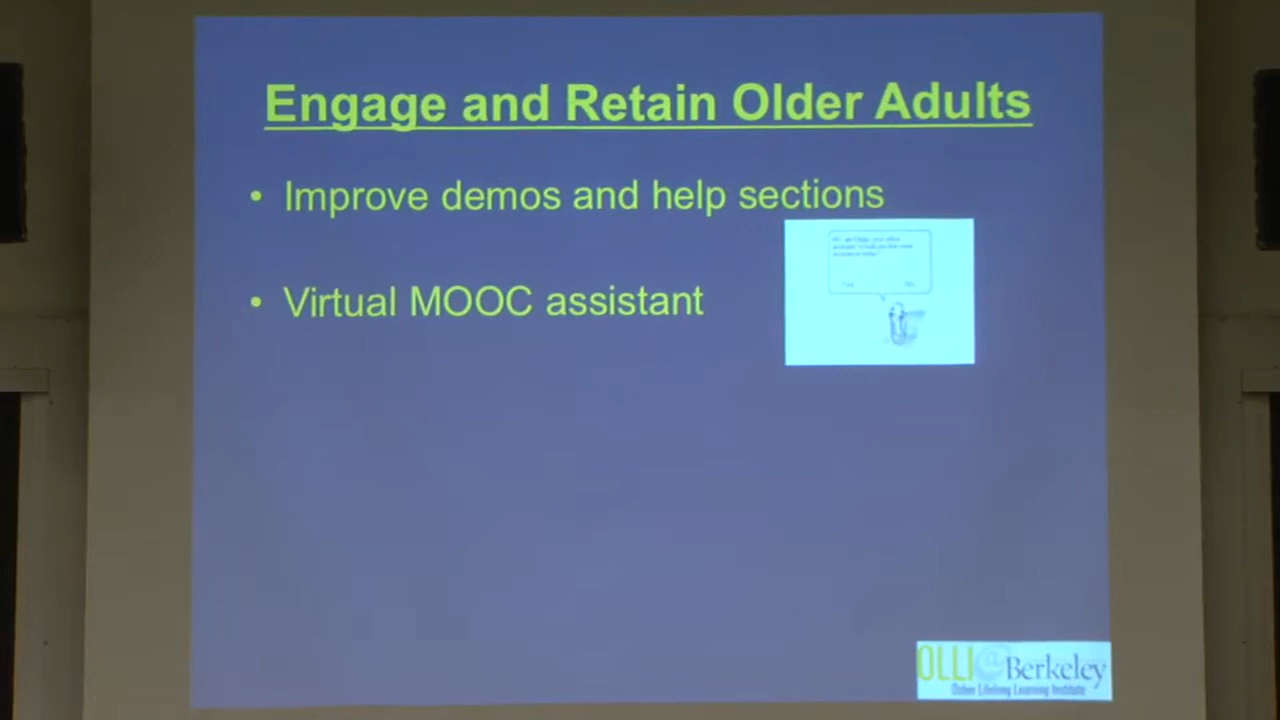 Engage and Retain Older Adults
• Improve demos and help sections
• Virtual MOOC assistant
OLLI@Berkeley
Osher Lifelong Learning Institute